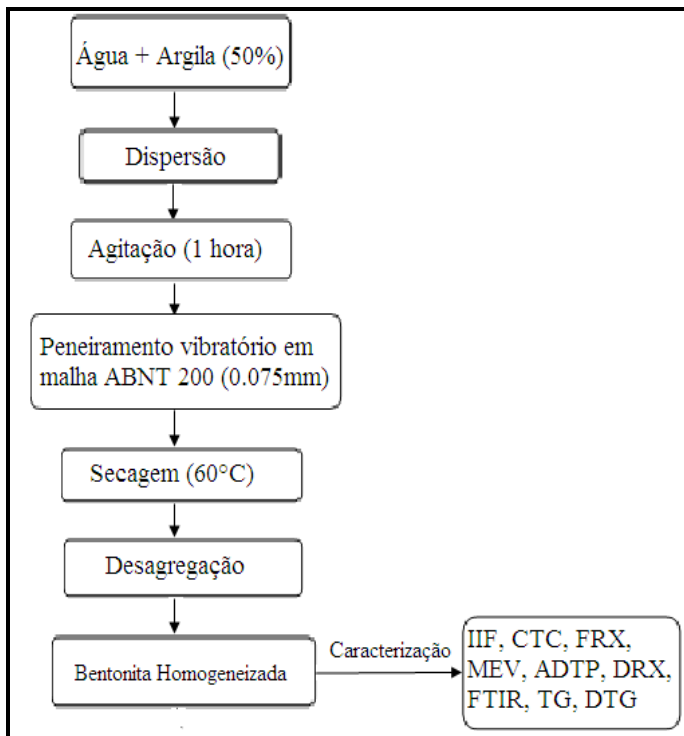 Água + Argila (50%)
Dispersão
Agitação (1 hora)
Peneiramento vibratório em
malha ABNT 200 (0.075mm)
Secagem (60°C)
Desagregação
Bentonita Homogeneizada
Caracterização
IIF, CTC, FRX,
MEV, ADTP, DRX,
FTIR, TG, DTG